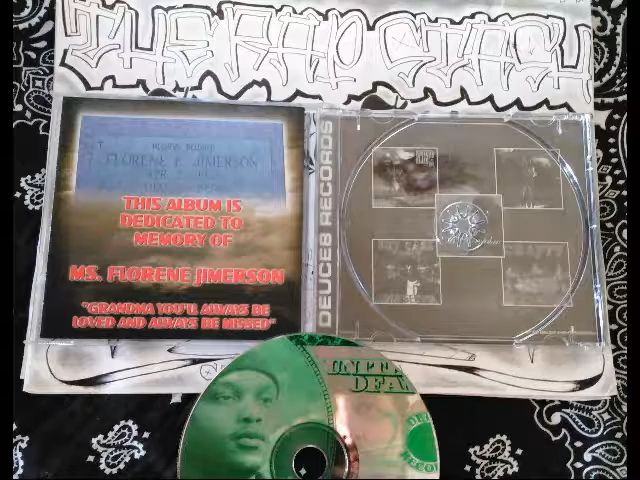 THE RAP STASH
FLORENE E. JIMERSON
THIS ALBUM IS
DEDICATED TO
MEMORY OF
MS. FLORENE JIMERSON
"GRANDMA YOU'LL ALWAYS BE
LOVED AND ALWAYS BE MISSED"
DEUCES RECORDS